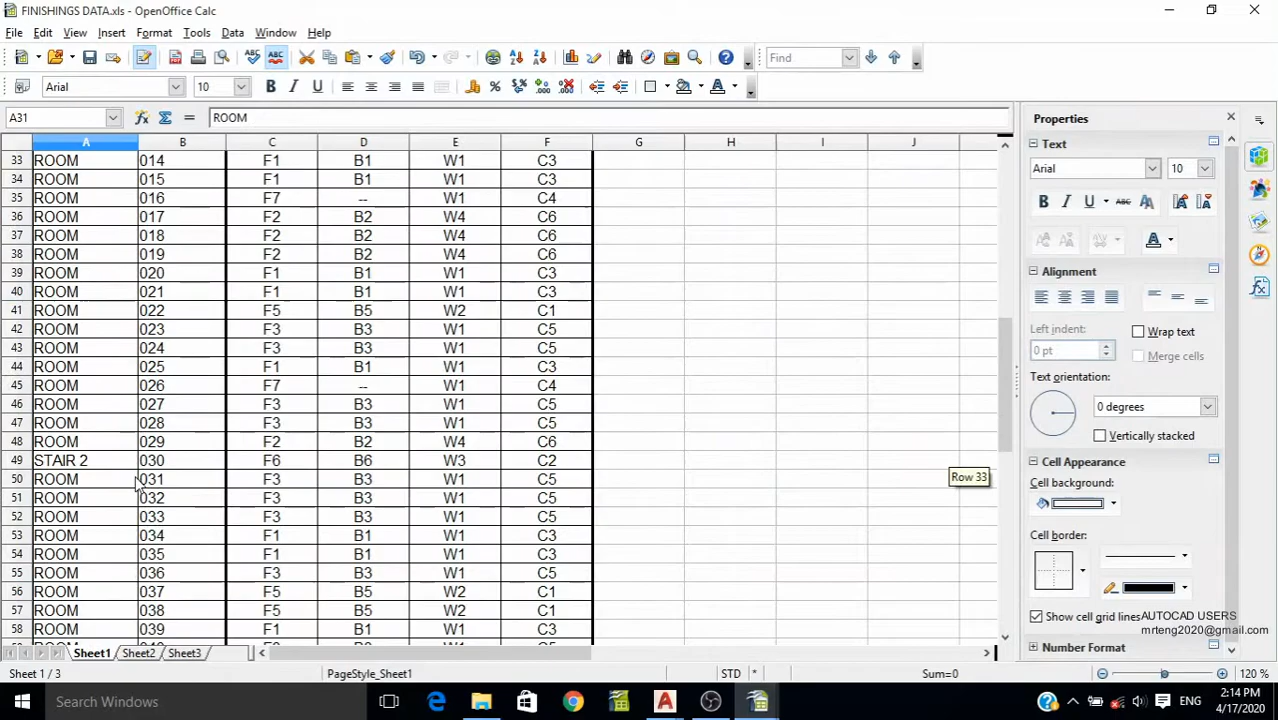 FINISHINGS DATA.xls - OpenOffice Calc
File Edit View Insert Format Tools Data Window Help
Find
Arial 10
A31 ROOM
A B C D E F G H I J
33 ROOM 014 F1 B1 W1 C3
34 ROOM 015 F1 B1 W1 C3
35 ROOM 016 F7 -- W1 C4
36 ROOM 017 F2 B2 W4 C6
37 ROOM 018 F2 B2 W4 C6
38 ROOM 019 F2 B2 W4 C6
39 ROOM 020 F1 B1 W1 C3
40 ROOM 021 F1 B1 W1 C3
41 ROOM 022 F5 B5 W2 C1
42 ROOM 023 F3 B3 W1 C5
43 ROOM 024 F3 B3 W1 C5
44 ROOM 025 F1 B1 W1 C3
45 ROOM 026 F7 -- W1 C4
46 ROOM 027 F3 B3 W1 C5
47 ROOM 028 F3 B3 W1 C5
48 ROOM 029 F2 B2 W4 C6
49 STAIR 2 030 F6 B6 W3 C2
50 ROOM 031 F3 B3 W1 C5
51 ROOM 032 F3 B3 W1 C5
52 ROOM 033 F3 B3 W1 C5
53 ROOM 034 F1 B1 W1 C3
54 ROOM 035 F1 B1 W1 C3
55 ROOM 036 F3 B3 W1 C5
56 ROOM 037 F5 B5 W2 C1
57 ROOM 038 F5 B5 W2 C1
58 ROOM 039 F1 B1 W1 C3
Row 33
Properties
Text
Arial 10
Alignment
Left indent:
0 pt
Wrap text
Merge cells
Text orientation:
0 degrees
Vertically stacked
Cell Appearance
Cell background:
Cell border:
Show cell grid lines
AUTOCAD USERS
mrteng2020@gmail.com
Number Format
Sheet1 Sheet2 Sheet3
Sheet 1 / 3 PageStyle_Sheet1 STD * Sum=0 120 %
Search Windows
ENG
2:14 PM
4/17/2020